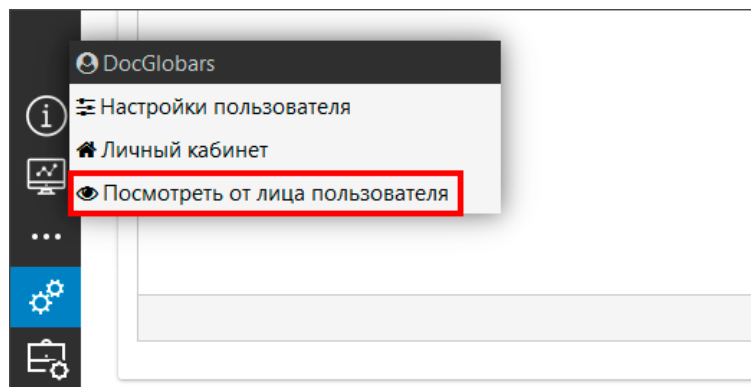 DocGlobars
Настройки пользователя
Личный кабинет
Посмотреть от лица пользователя